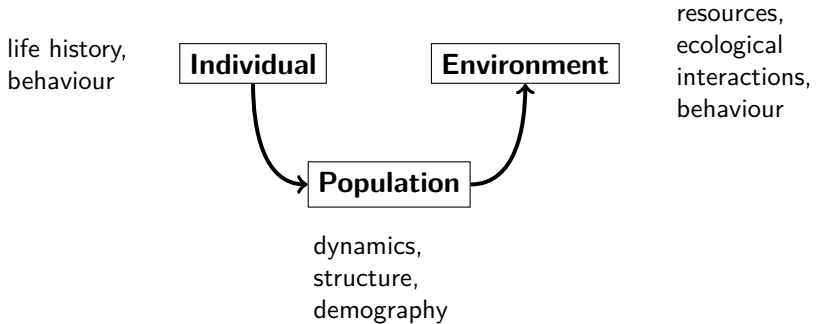 life history,
behaviour
Individual
Environment
resources,
ecological
interactions,
behaviour
Population
dynamics,
structure,
demography